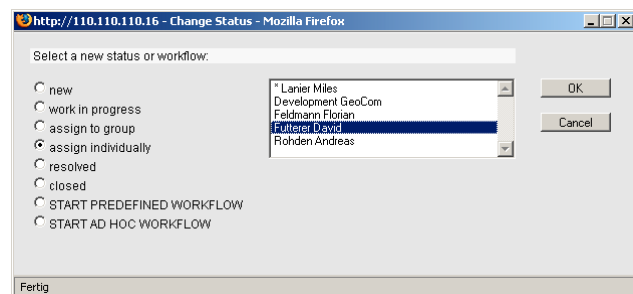 http://110.110.110.16 - Change Status - Mozilla Firefox
Select a new status or workflow:
new
work in progress
assign to group
assign individually
resolved
closed
START PREDEFINED WORKFLOW
START AD HOC WORKFLOW
* Lanier Miles
Development GeoCom
Feldmann Florian
Futterer David
Rohden Andreas
OK
Cancel
Fertig